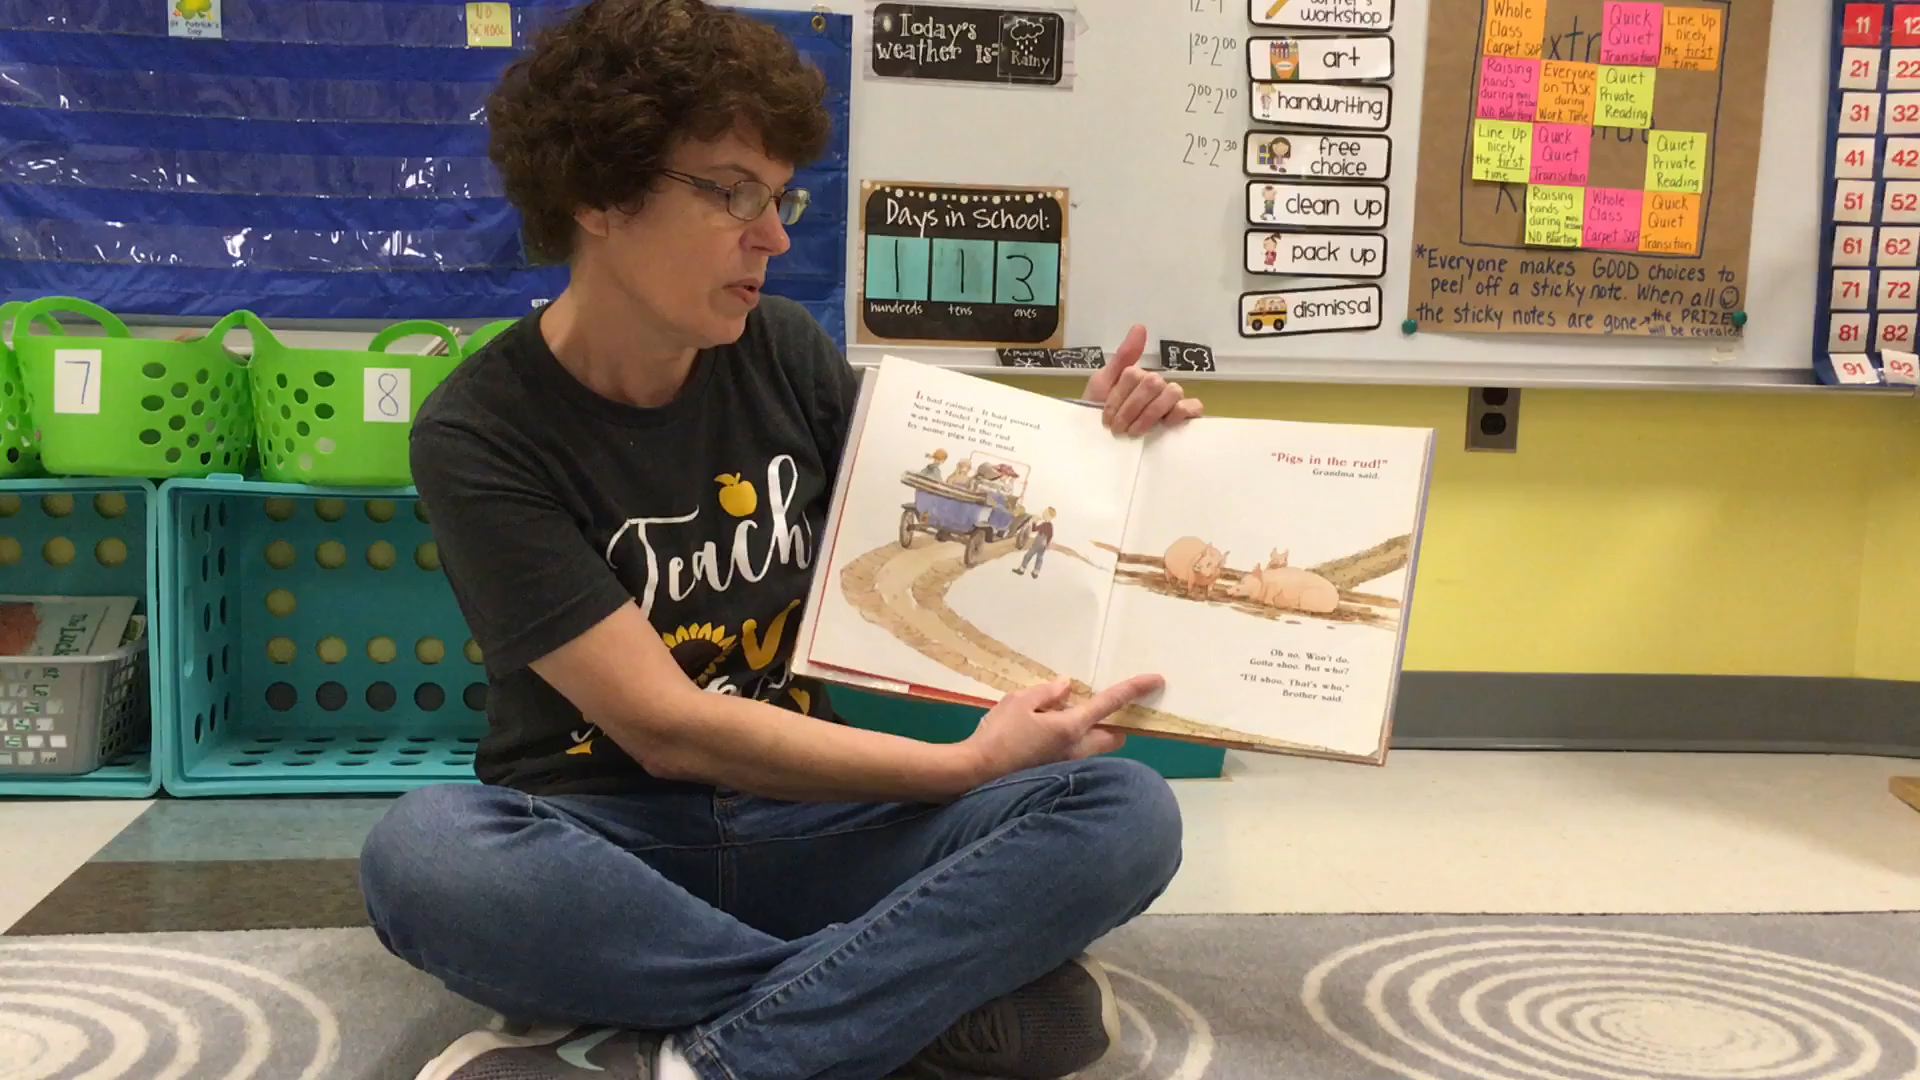 St Patrick's
Day
NO
SCHOOL
Today's
weather is:
Rainy
Days in School:
1 1 3
hundreds tens ones
1:20-2:00
2:00-2:10
2:10-2:30
workshop
art
handwriting
free
choice
clean up
pack up
dismissal
Whole
Class
Carpet
Quick
Quiet
Transition
Line Up
nicely
the first
time
Raising
hands
during
No Blurting
Everyone
on TASK
during
Work Time
Quiet
Private
Reading
Line Up
nicely
the first
time
Quick
Quiet
Transition
Quiet
Private
Reading
Raising
hands
during
NO Blurting
Whole
Class
Carpet
Quick
Quiet
Transition
*Everyone makes GOOD choices to
peel off a sticky note. When all
the sticky notes are gone → the PRIZE
will be revealed
11 12
21 22
31 32
41 42
51 52
61 62
71 72
81 82
91 92
7
8
Teach
It had rained. It had poured.
Now a Model T Ford
was stopped in the rud
by some pigs in the mud.
"Pigs in the rud!"
Grandma said.
Oh no. Won't do.
Gotta shoo. But who?
"I'll shoo. That's who,"
Brother said.